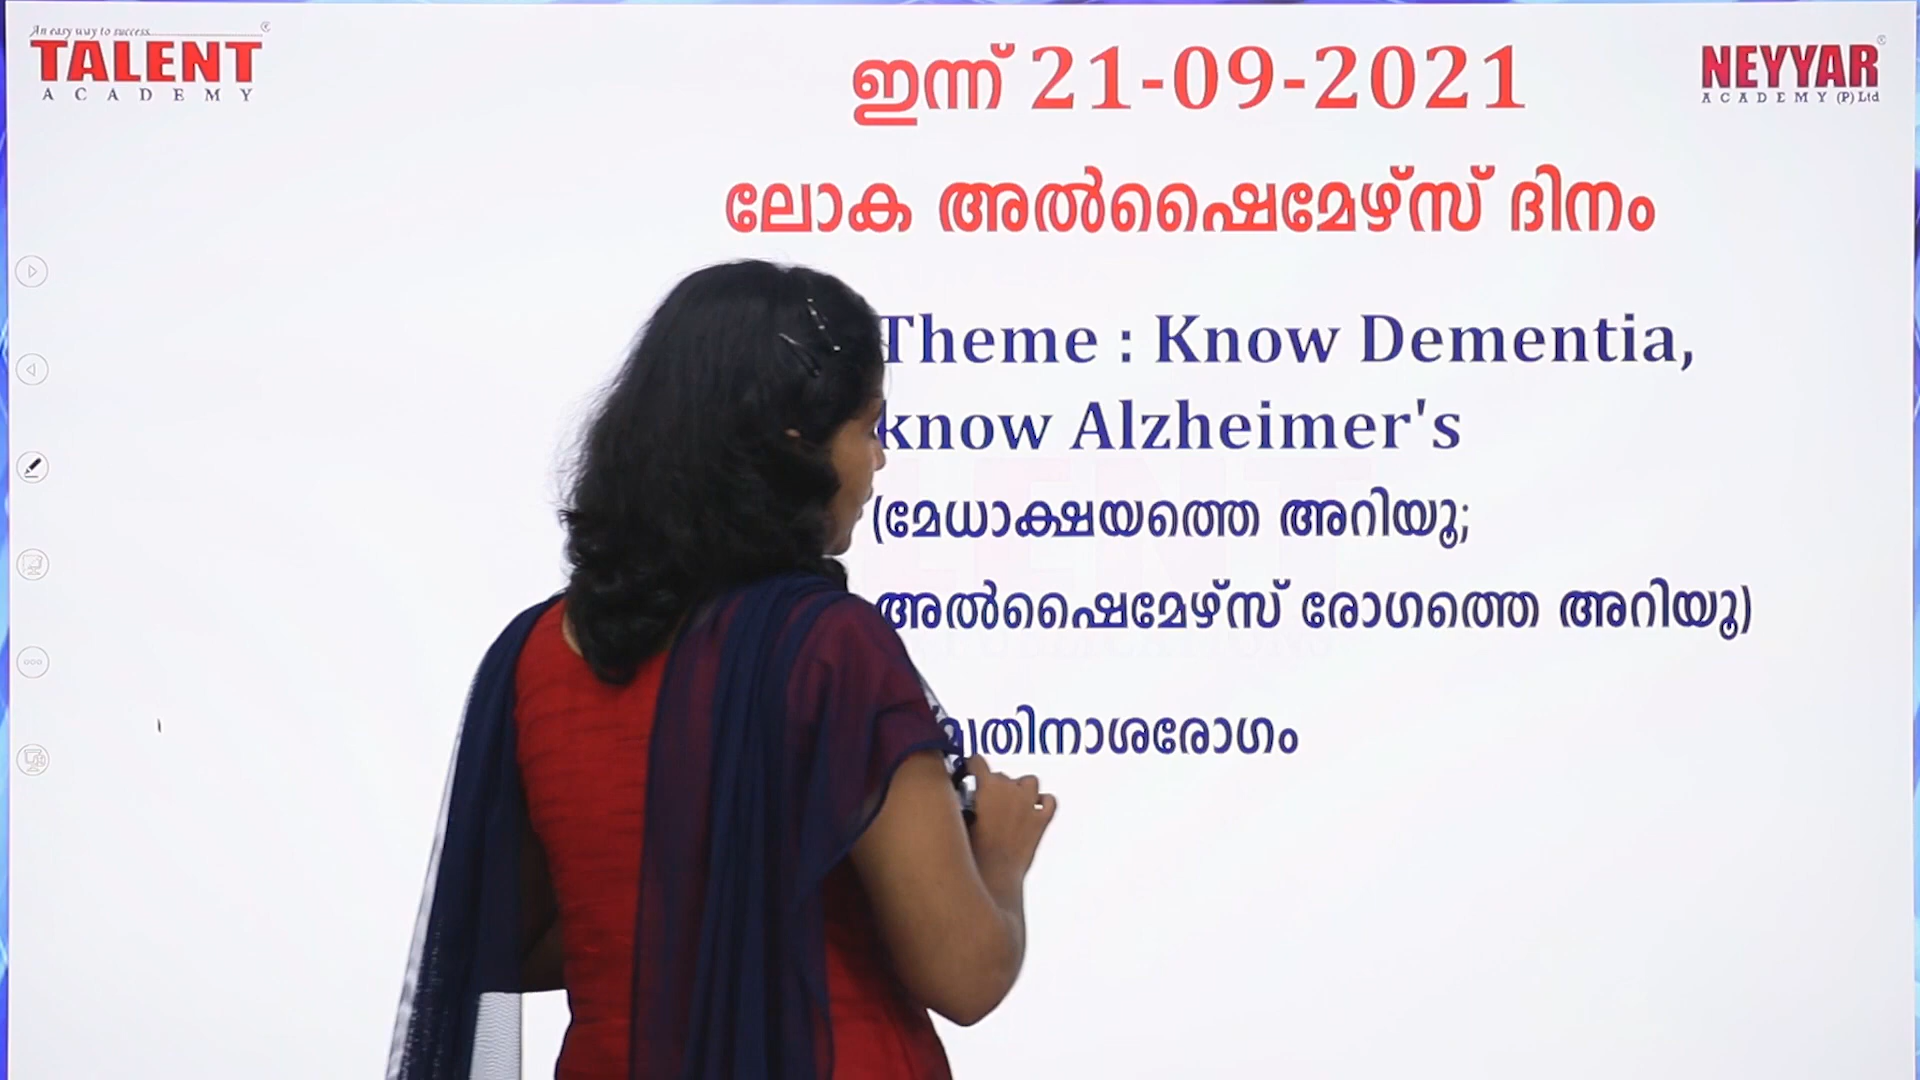 An easy way to success
TALENT
ACADEMY
NEYYAR
ACADEMY (P) Ltd
ഇന്ന് 21-09-2021
ലോക അൽഷൈമേഴ്സ് ദിനം
Theme : Know Dementia,
know Alzheimer's
(മേധാക്ഷയത്തെ അറിയൂ;
അൽഷൈമേഴ്സ് രോഗത്തെ അറിയൂ)